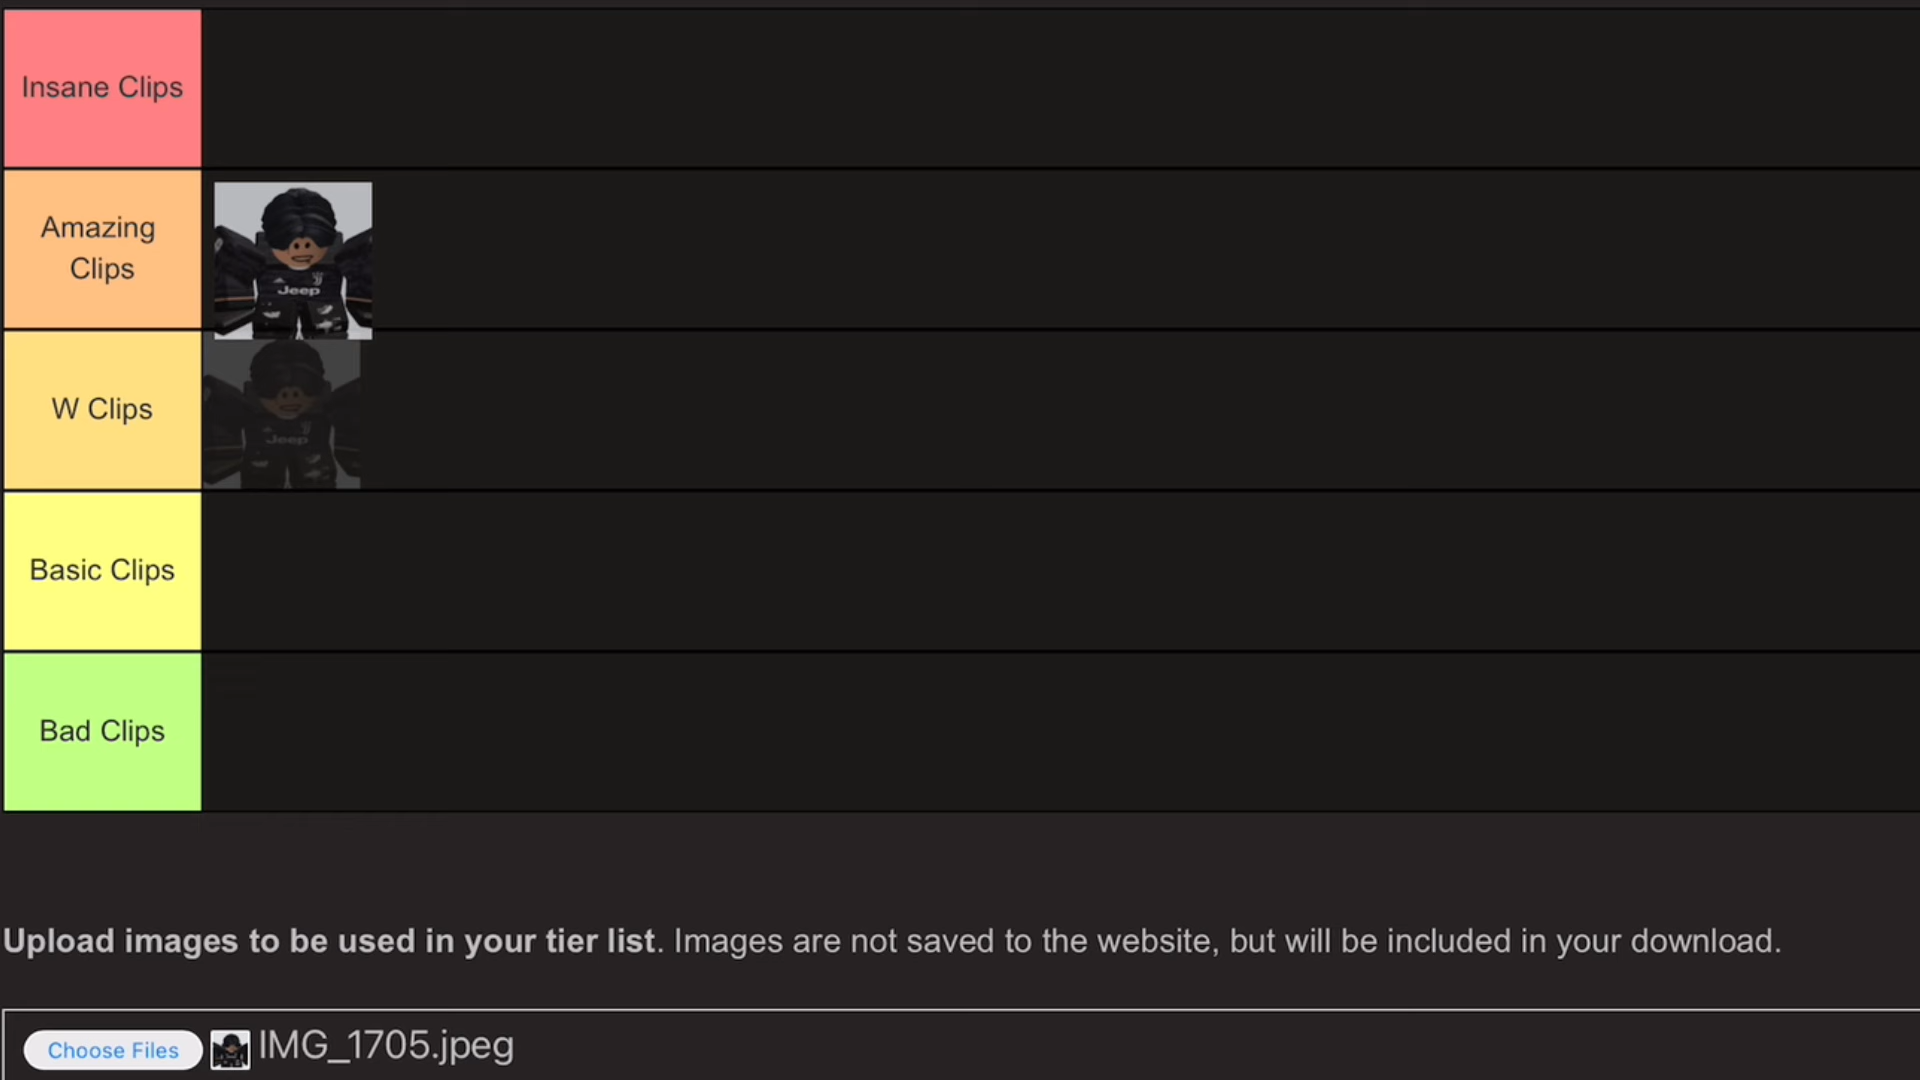 Insane Clips
Amazing
Clips
Jeep
W Clips
Jeep
Basic Clips
Bad Clips
Upload images to be used in your tier list. Images are not saved to the website, but will be included in your download.
Choose Files IMG_1705.jpeg